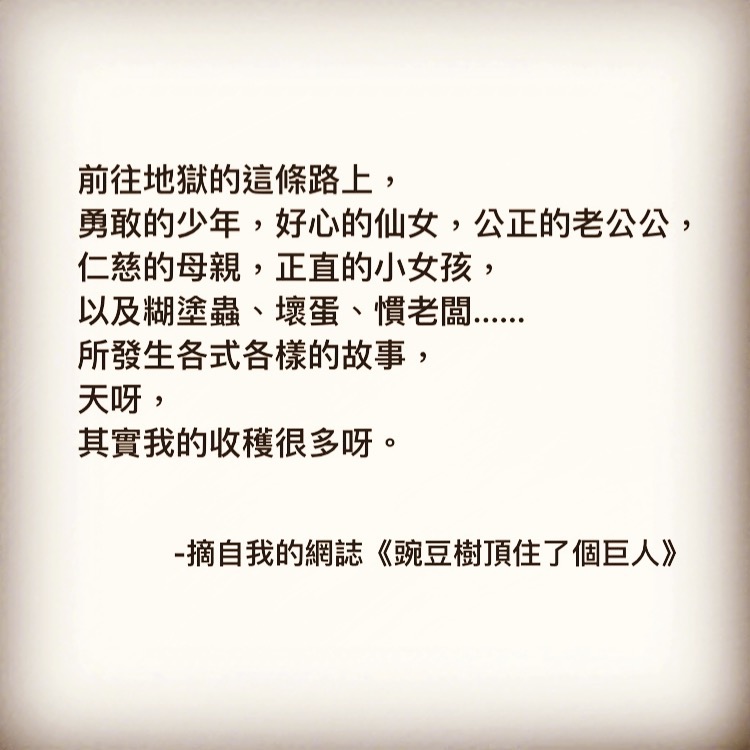 前往地獄的這條路上，
勇敢的少年，好心的仙女，公正的老公公，
仁慈的母親，正直的小女孩，
以及糊塗蟲、壞蛋、慣老闆......
所發生各式各樣的故事，
天呀，
其實我的收穫很多呀。
-摘自我的網誌《豌豆樹頂住了個巨人》